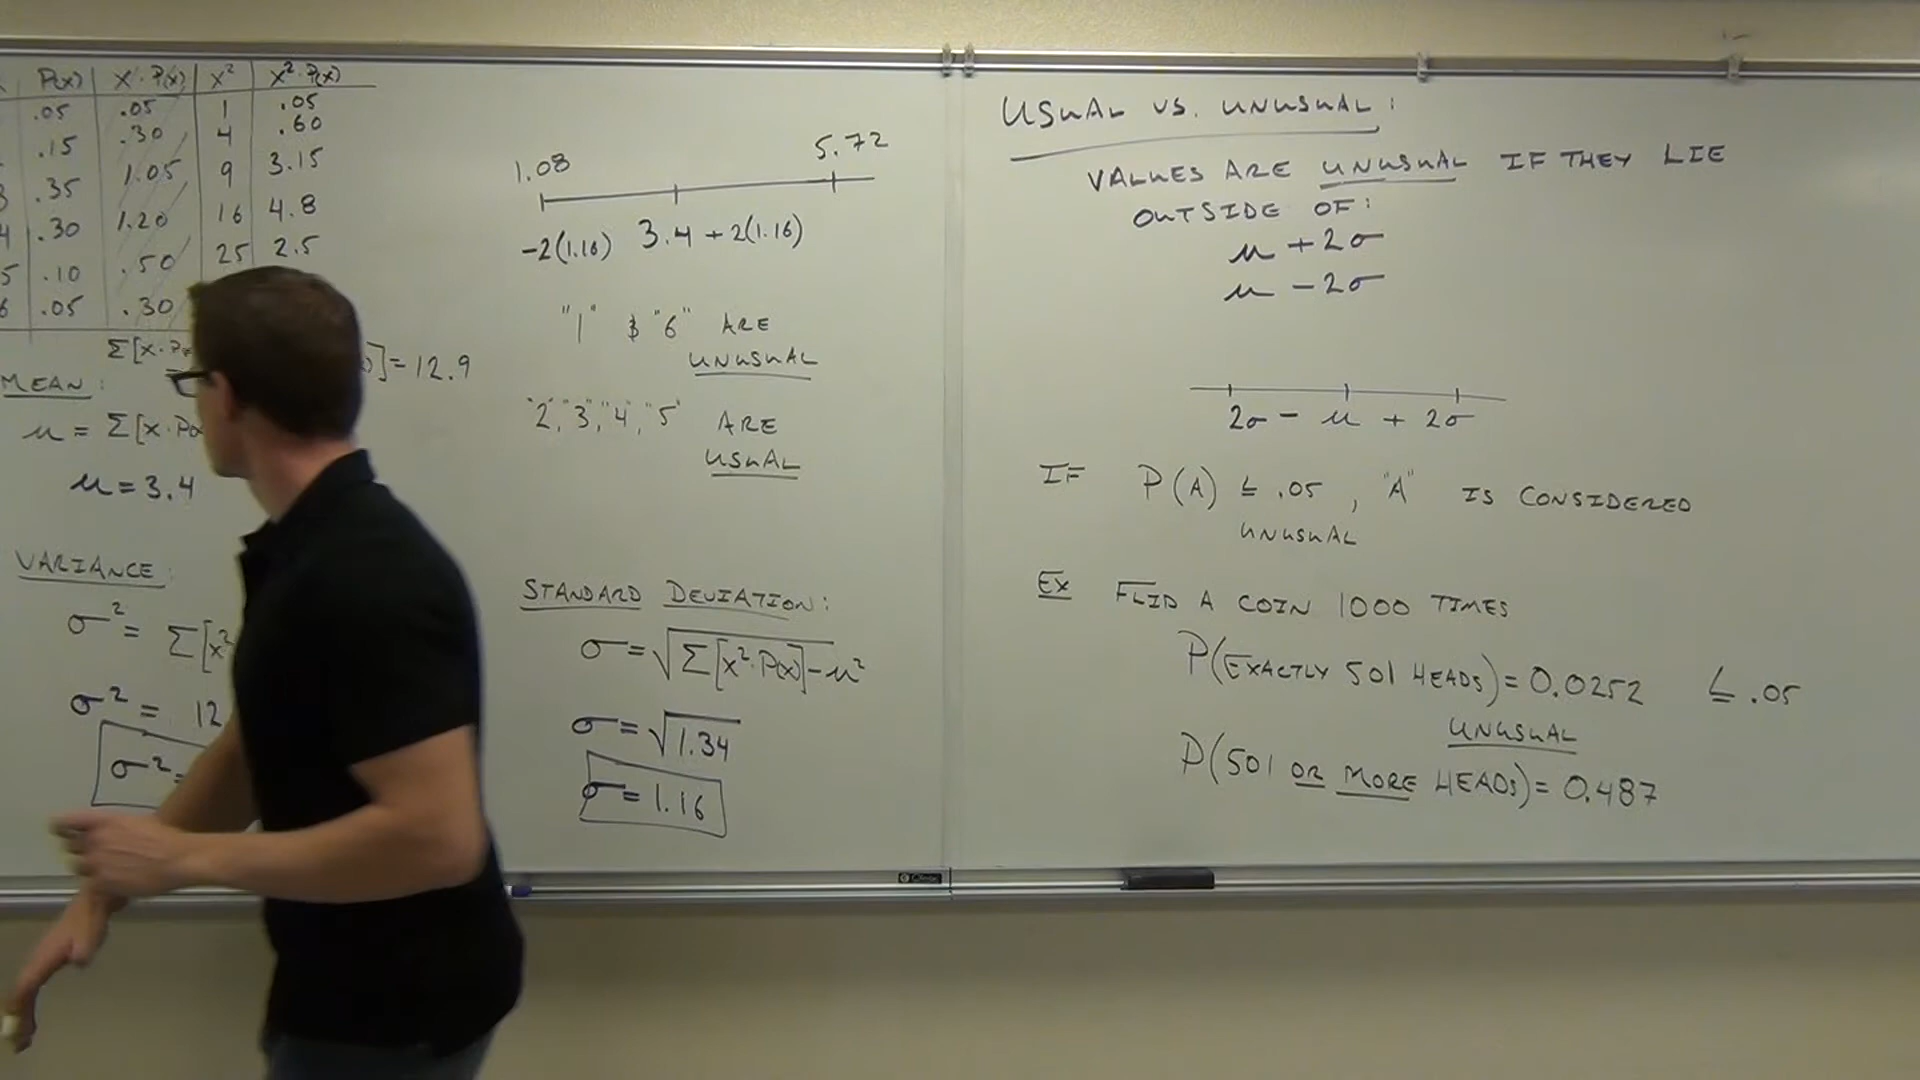 P(x) x·P(x) x² x²·P(x)
.05 .05 1 .05
.15 .30 4 .60
3 .35 1.05 9 3.15
4 .30 1.20 16 4.8
5 .10 .50 25 2.5
6 .05 .30
Σ[x·P(x )]=12.9
MEAN:
μ = Σ[x·P(x
μ = 3.4
VARIANCE:
σ² = Σ[x²
σ² = 12
σ² =
1.08 5.72
-2(1.16) 3.4 +2(1.16)
"1" & "6" ARE
UNUSUAL
"2","3","4","5" ARE
USUAL
STANDARD DEVIATION:
σ = √Σ[x²·P(x)]-μ²
σ = √1.34
σ = 1.16
USUAL VS. UNUSUAL:
VALUES ARE UNUSUAL IF THEY LIE
OUTSIDE OF:
μ + 2σ
μ - 2σ
2σ - μ + 2σ
IF P(A) ≤ .05, "A" IS CONSIDERED
UNUSUAL
EX FLIP A COIN 1000 TIMES
P(EXACTLY 501 HEADS) = 0.0252 ≤ .05
UNUSUAL
P(501 OR MORE HEADS) = 0.487